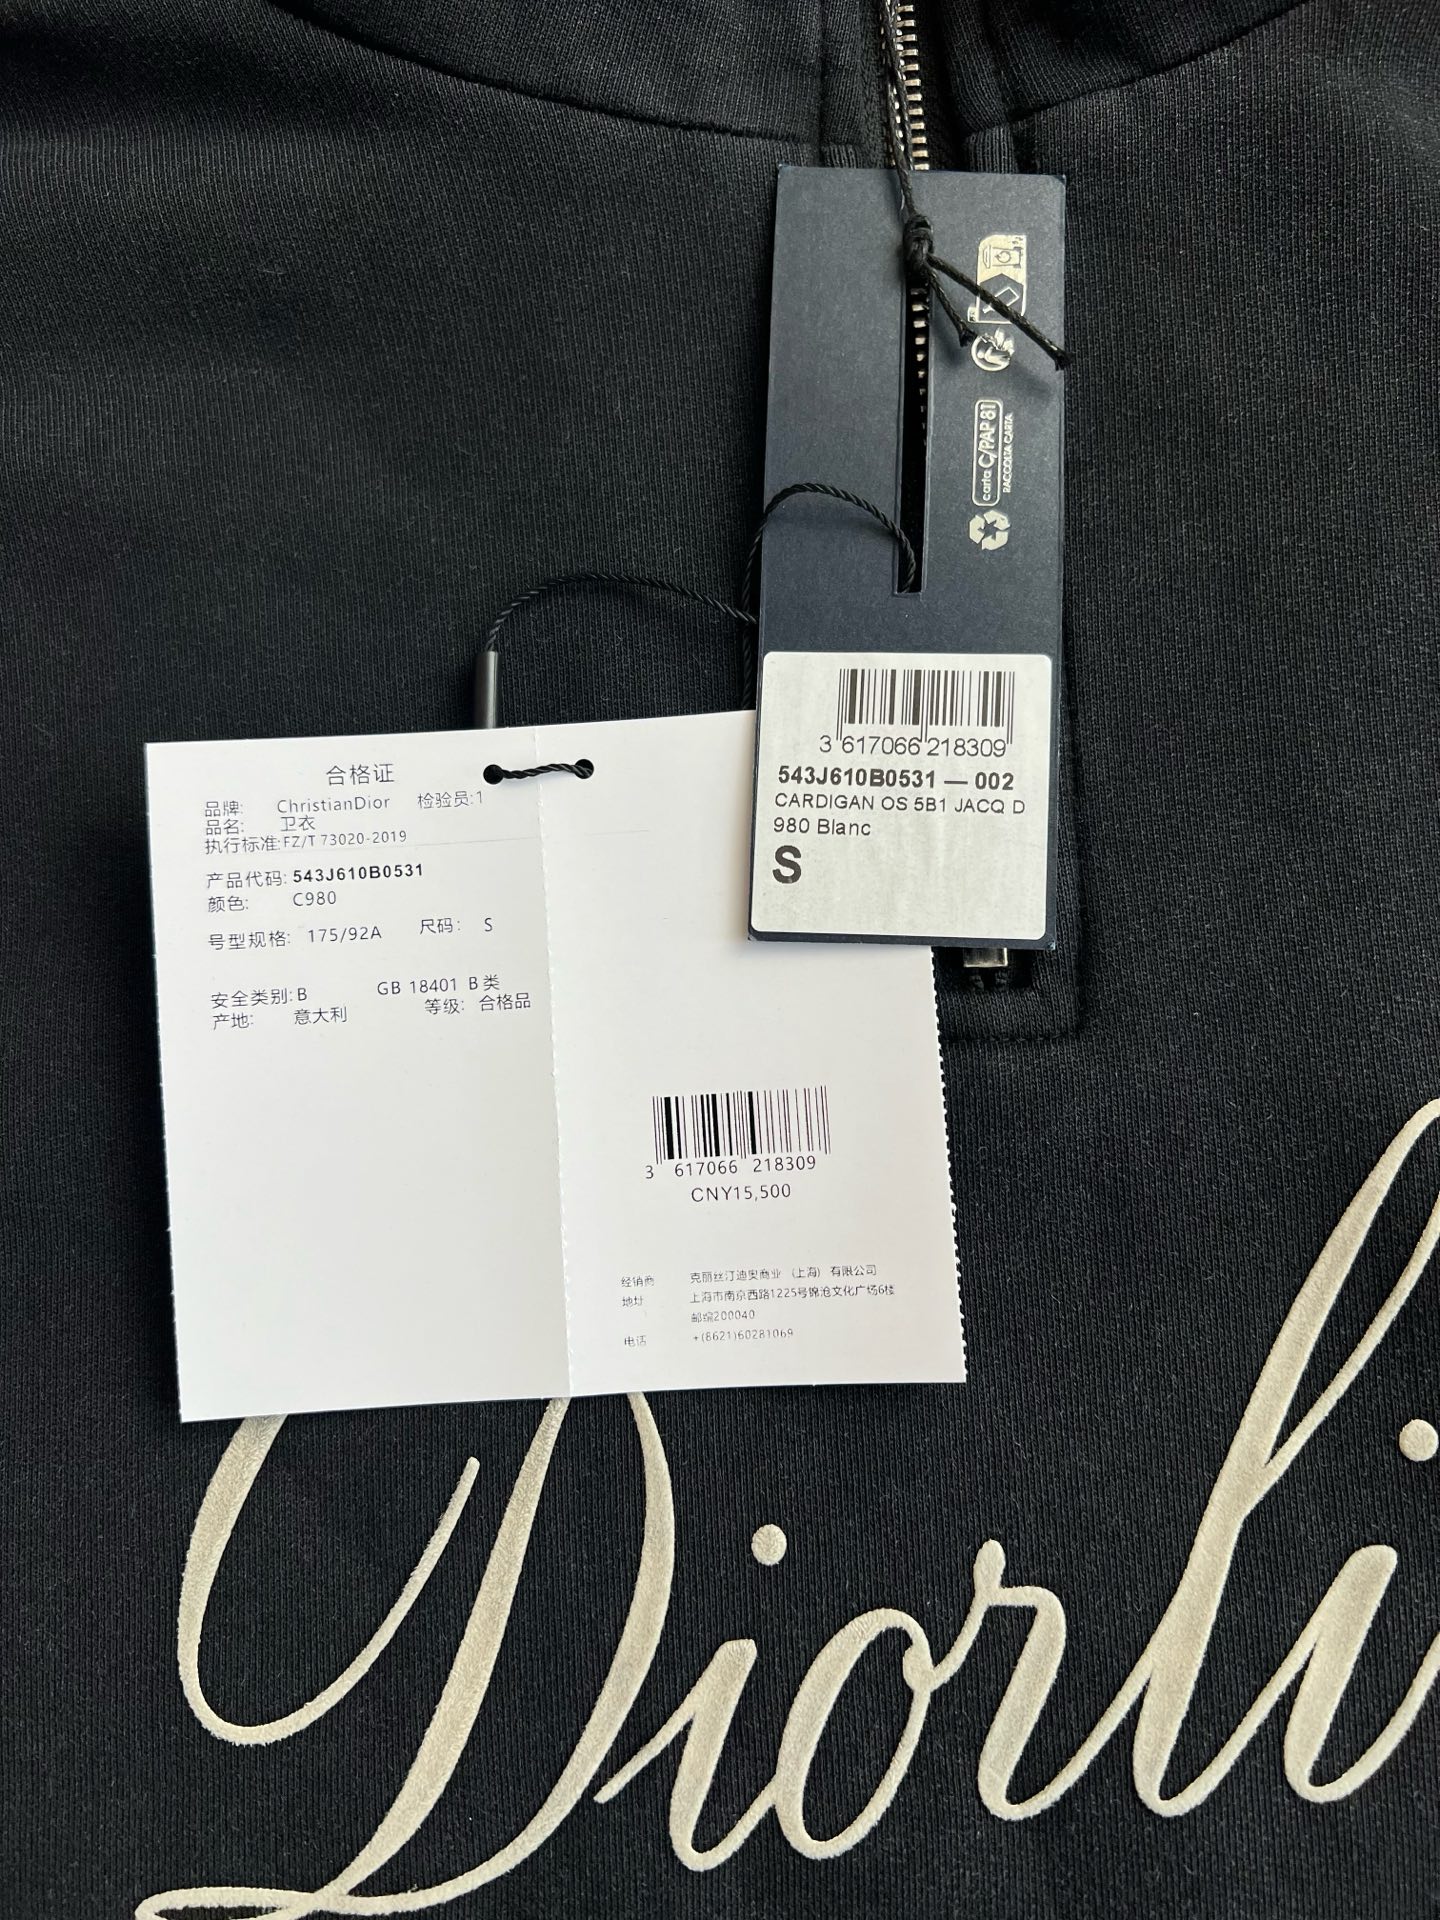 carta C/PAP 81
RACCOLTA CARTA
3 617066 218309
543J610B0531 — 002
CARDIGAN OS 5B1 JACQ D
980 Blanc
S
合格证
品牌: ChristianDior 检验员:1
品名: 卫衣
执行标准:FZ/T 73020-2019
产品代码: 543J610B0531
颜色: C980
号型规格: 175/92A 尺码: S
安全类别: B GB 18401 B 类
产地: 意大利 等级: 合格品
3 617066 218309
CNY15,500
经销商 克丽丝汀迪奥商业 (上海) 有限公司
地址 上海市南京西路1225号锦沧文化广场6楼
邮编200040
电话 +(8621)60281069
Diorli